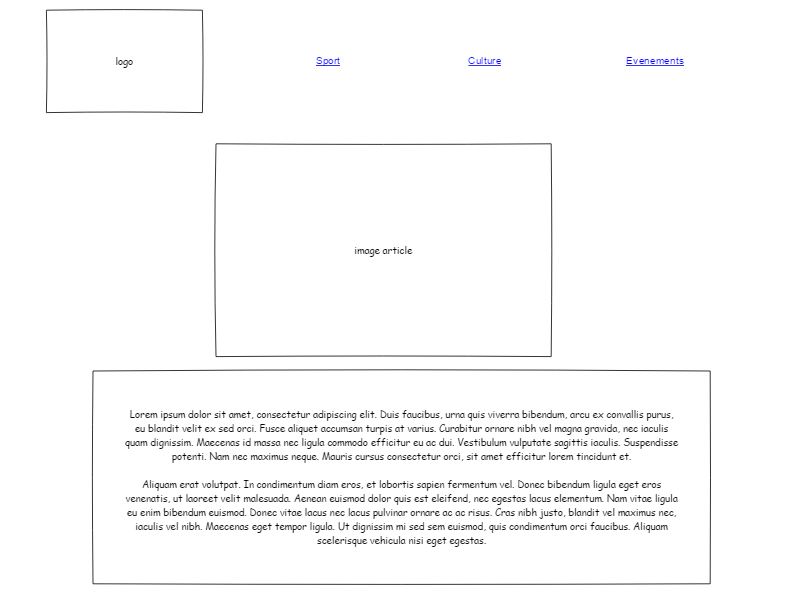 logo
Sport
Culture
Evenements
image article
Lorem ipsum dolor sit amet, consectetur adipiscing elit. Duis faucibus, urna quis viverra bibendum, arcu ex convallis purus,
eu blandit velit ex sed orci. Fusce aliquet accumsan turpis at varius. Curabitur ornare nibh vel magna gravida, nec iaculis
quam dignissim. Maecenas id massa nec ligula commodo efficitur eu ac dui. Vestibulum vulputate sagittis iaculis. Suspendisse
potenti. Nam nec maximus neque. Mauris cursus consectetur orci, sit amet efficitur lorem tincidunt et.
Aliquam erat volutpat. In condimentum diam eros, et lobortis sapien fermentum vel. Donec bibendum ligula eget eros
venenatis, ut laoreet velit malesuada. Aenean euismod dolor quis est eleifend, nec egestas lacus elementum. Nam vitae ligula
eu enim bibendum euismod. Donec vitae lacus nec lacus pulvinar ornare ac ac risus. Cras nibh justo, blandit vel maximus nec,
iaculis vel nibh. Maecenas eget tempor ligula. Ut dignissim mi sed sem euismod, quis condimentum orci faucibus. Aliquam
scelerisque vehicula nisi eget egestas.